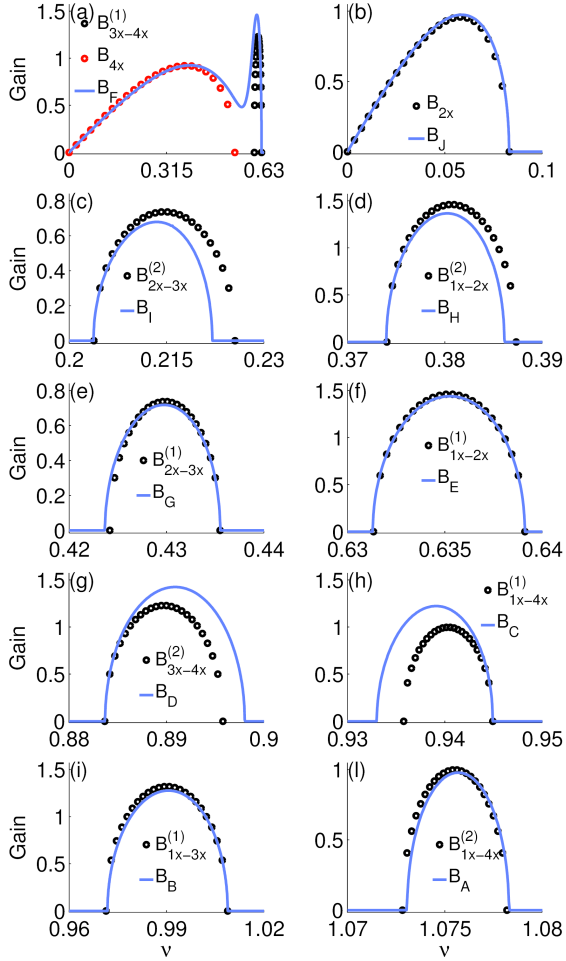 (a)
B(1)3x−4x
B4x
BF
Gain
1.5
1
0.5
0
0 0.315 0.63
(b)
B2x
BJ
1
0.5
0
0 0.05 0.1
(c)
B(2)2x−3x
BI
Gain
0.8
0.6
0.4
0.2
0
0.2 0.215 0.23
(d)
B(2)1x−2x
BH
1.5
1
0.5
0
0.37 0.38 0.39
(e)
B(1)2x−3x
BG
Gain
0.8
0.6
0.4
0.2
0
0.42 0.43 0.44
(f)
B(1)1x−2x
BE
1.5
1
0.5
0
0.63 0.635 0.64
(g)
B(2)3x−4x
BD
Gain
1.5
1
0.5
0
0.88 0.89 0.9
(h)
B(1)1x−4x
BC
1.5
1
0.5
0
0.93 0.94 0.95
(i)
B(1)1x−3x
BB
Gain
1.5
1
0.5
0
0.96 0.99 1.02
ν
(l)
B(2)1x−4x
BA
1
0.5
0
1.07 1.075 1.08
ν